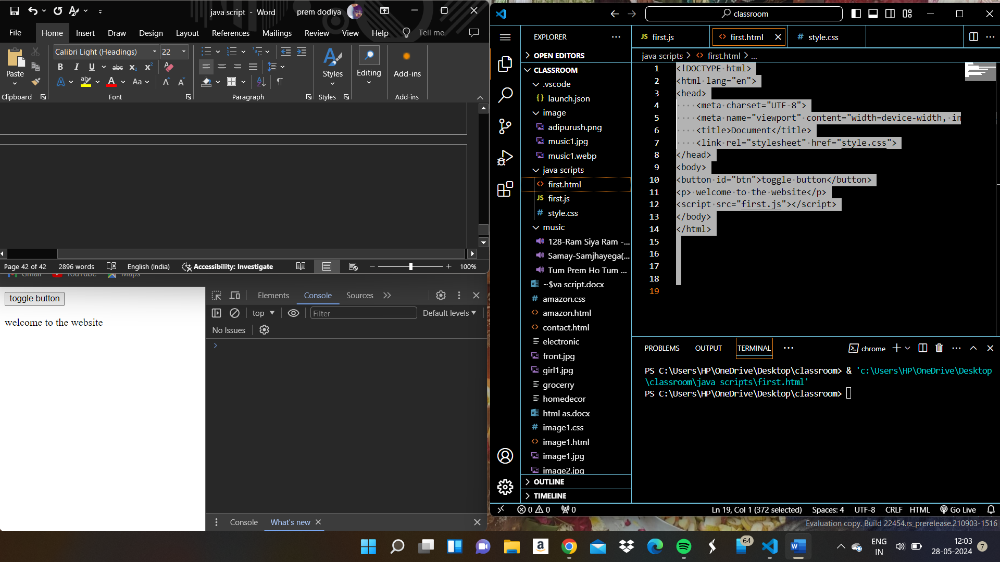 java script - Word
prem dodiya
File
Home
Insert
Draw
Design
Layout
References
Mailings
Review
View
Help
Tell me
Paste
Clipboard
Calibri Light (Headings)
22
B I U abc x₂ x²
A ab A Aa A A
Font
Paragraph
Styles
Styles
Editing
Add-ins
Add-ins
Page 42 of 42
2896 words
English (India)
Accessibility: Investigate
100%
Gmail
YouTube
Maps
toggle button
welcome to the website
Elements
Console
Sources
top
Filter
Default levels
No Issues
Console
What's new
classroom
EXPLORER
OPEN EDITORS
CLASSROOM
.vscode
{} launch.json
image
adipurush.png
music1.jpg
music1.webp
java scripts
<> first.html
JS first.js
# style.css
music
128-Ram Siya Ram -...
Samay-Samjhayega(...
Tum Prem Ho Tum ...
~$va script.docx
# amazon.css
<> amazon.html
<> contact.html
electronic
front.jpg
girl1.jpg
grocerry
homedecor
html as.docx
# image1.css
<> image1.html
image1.jpg
image2.jpg
OUTLINE
TIMELINE
JS first.js
<> first.html
# style.css
java scripts > <> first.html > ...
1 <!DOCTYPE html>
2 <html lang="en">
3 <head>
4 <meta charset="UTF-8">
5 <meta name="viewport" content="width=device-width, in
6 <title>Document</title>
7 <link rel="stylesheet" href="style.css">
8 </head>
9 <body>
10 <button id="btn">toggle button</button>
11 <p> welcome to the website</p>
12 <script src="first.js"></script>
13 </body>
14 </html>
15
16
17
18
19
PROBLEMS
OUTPUT
TERMINAL
chrome
PS C:\Users\HP\OneDrive\Desktop\classroom> & 'c:\Users\HP\OneDrive\Desktop
\classroom\java scripts\first.html'
PS C:\Users\HP\OneDrive\Desktop\classroom>
0 0
0
Ln 19, Col 1 (372 selected)
Spaces: 4
UTF-8
CRLF
HTML
Go Live
Evaluation copy. Build 22454.rs_prerelease.210903-1516
a
64
W
ENG
IN
12:03
28-05-2024
7